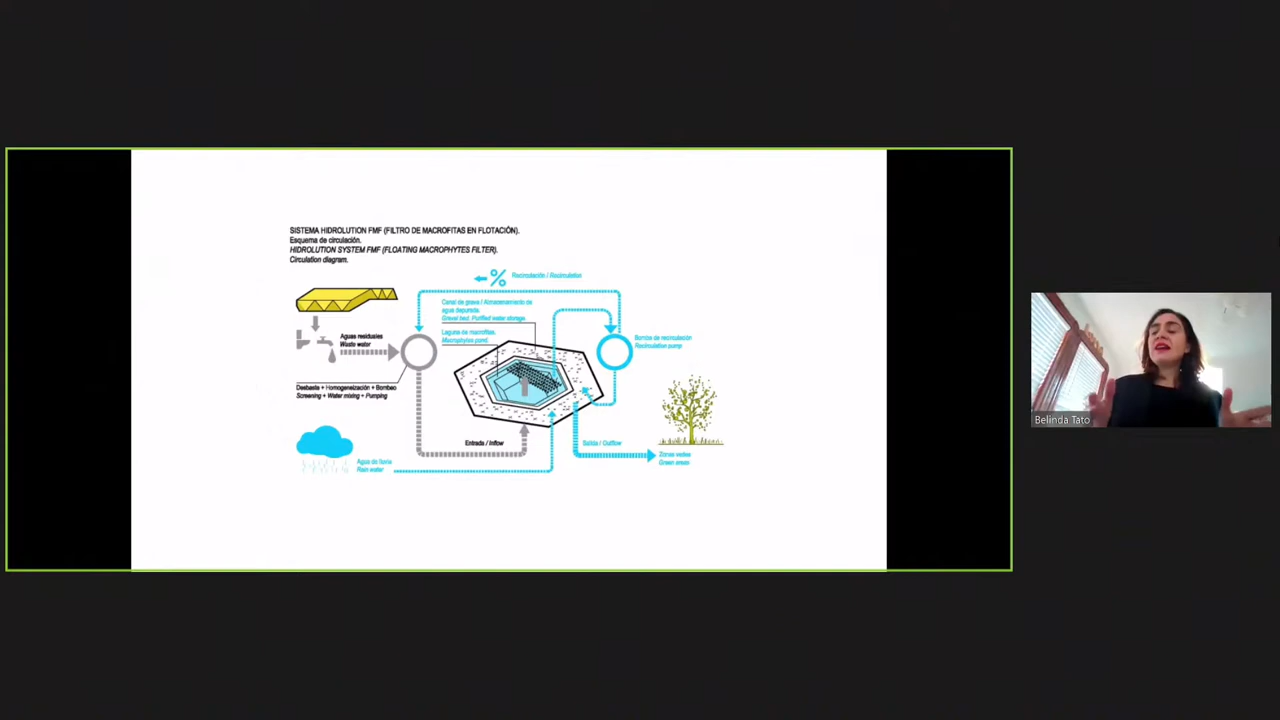 SISTEMA HIDROLUTION FMF (FILTRO DE MACROFITAS EN FLOTACIÓN).
Esquema de circulación.
HIDROLUTION SYSTEM FMF (FLOATING MACROPHYTES FILTER).
Circulation diagram.
% Recirculación / Recirculation
Canal de grava / Almacenamiento de
agua depurada.
Gravel bed. Purified water storage.
Laguna de macrofitas.
Mucrophytes pond.
Aguas residuales
Waste water
Bomba de recirculación
Recirculation pump
Desbaste + Homogeneización + Bombeo
Screening + Water mixing + Pumping
Entrada / Inflow
Salida / Outflow
Agua de lluvia
Rain water
Zonas verdes
Green areas
Belinda Tato